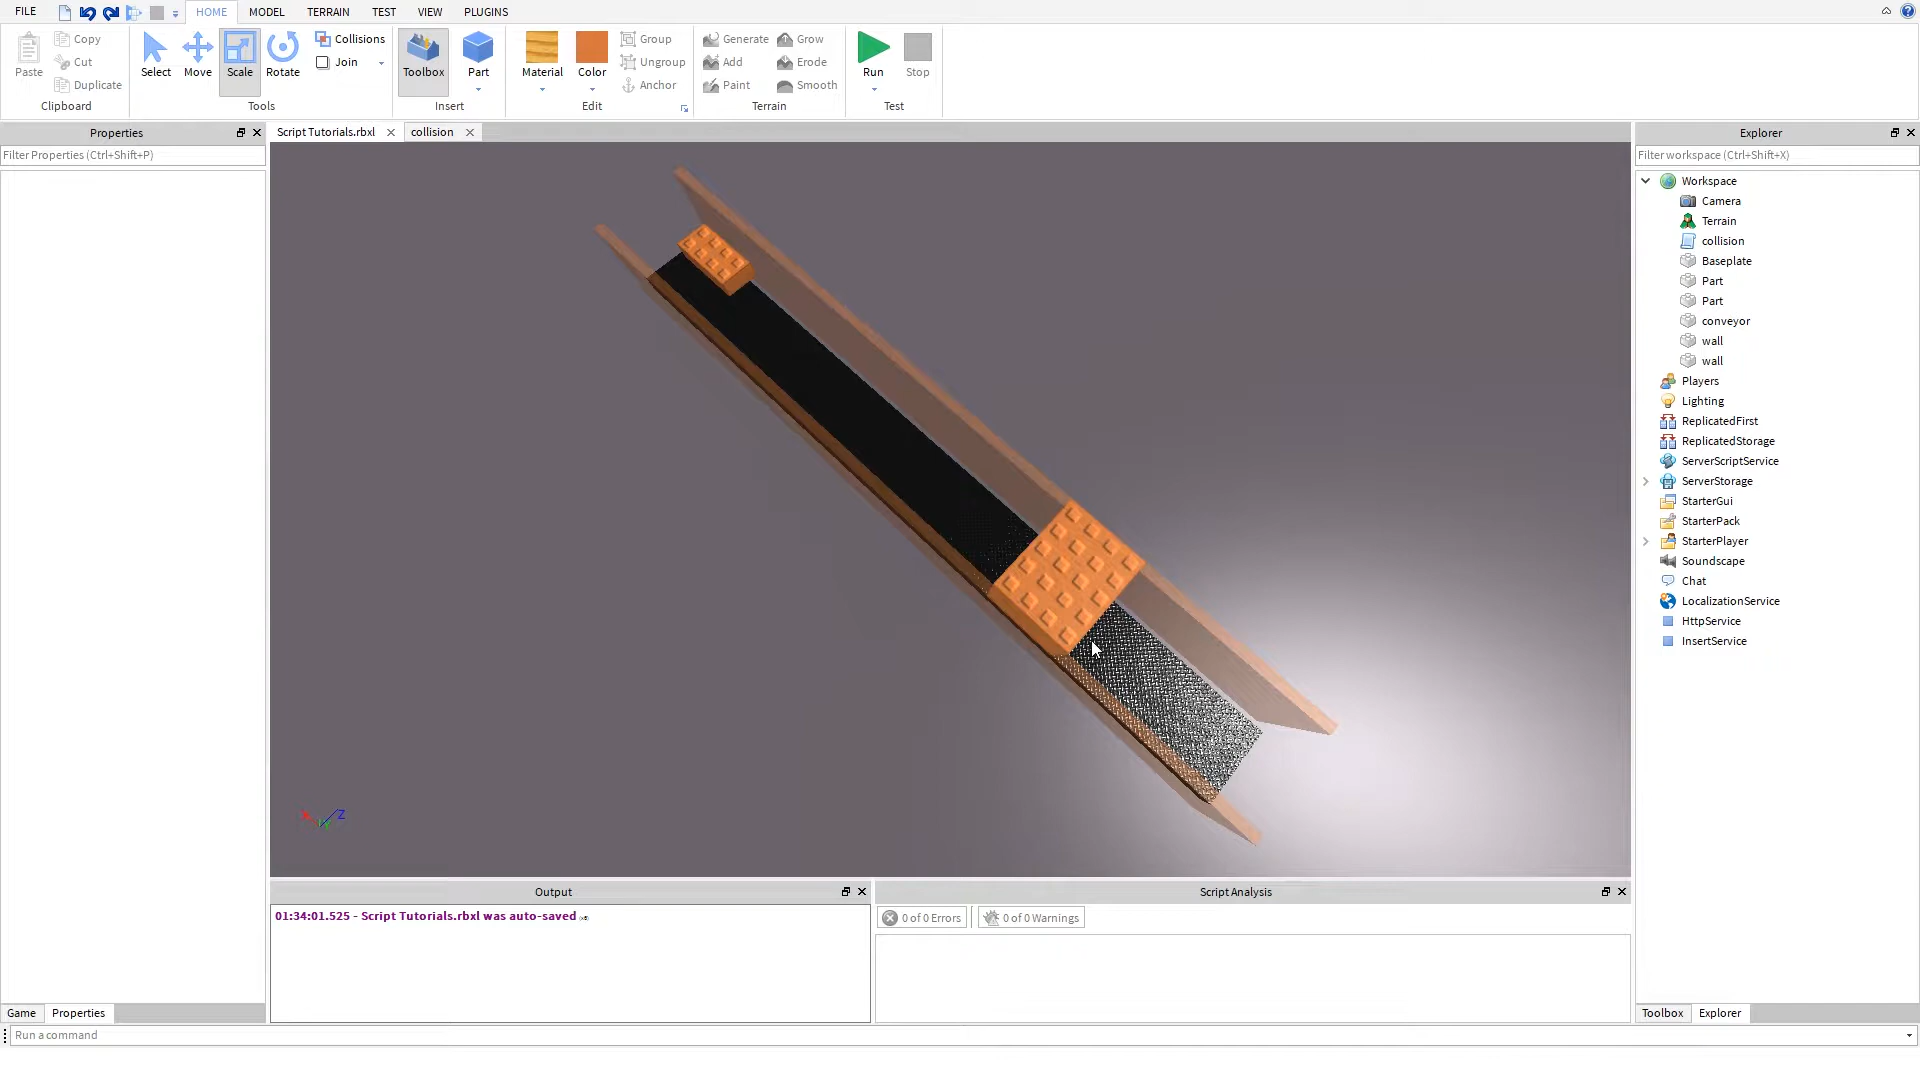 FILE HOME MODEL TERRAIN TEST VIEW PLUGINS
Copy Collisions Group Generate Grow
Cut Join Ungroup Add Erode
Paste Select Move Scale Rotate Toolbox Part Material Color Run Stop
Duplicate Anchor Paint Smooth
Clipboard Tools Insert Edit Terrain Test
Properties
Filter Properties (Ctrl+Shift+P)
Script Tutorials.rbxl collision
Explorer
Filter workspace (Ctrl+Shift+X)
Workspace
Camera
Terrain
collision
Baseplate
Part
Part
conveyor
wall
wall
Players
Lighting
ReplicatedFirst
ReplicatedStorage
ServerScriptService
ServerStorage
StarterGui
StarterPack
StarterPlayer
Soundscape
Chat
LocalizationService
HttpService
InsertService
X Z
Output
01:34:01.525 - Script Tutorials.rbxl was auto-saved
Script Analysis
0 of 0 Errors 0 of 0 Warnings
Game Properties
Toolbox Explorer
Run a command